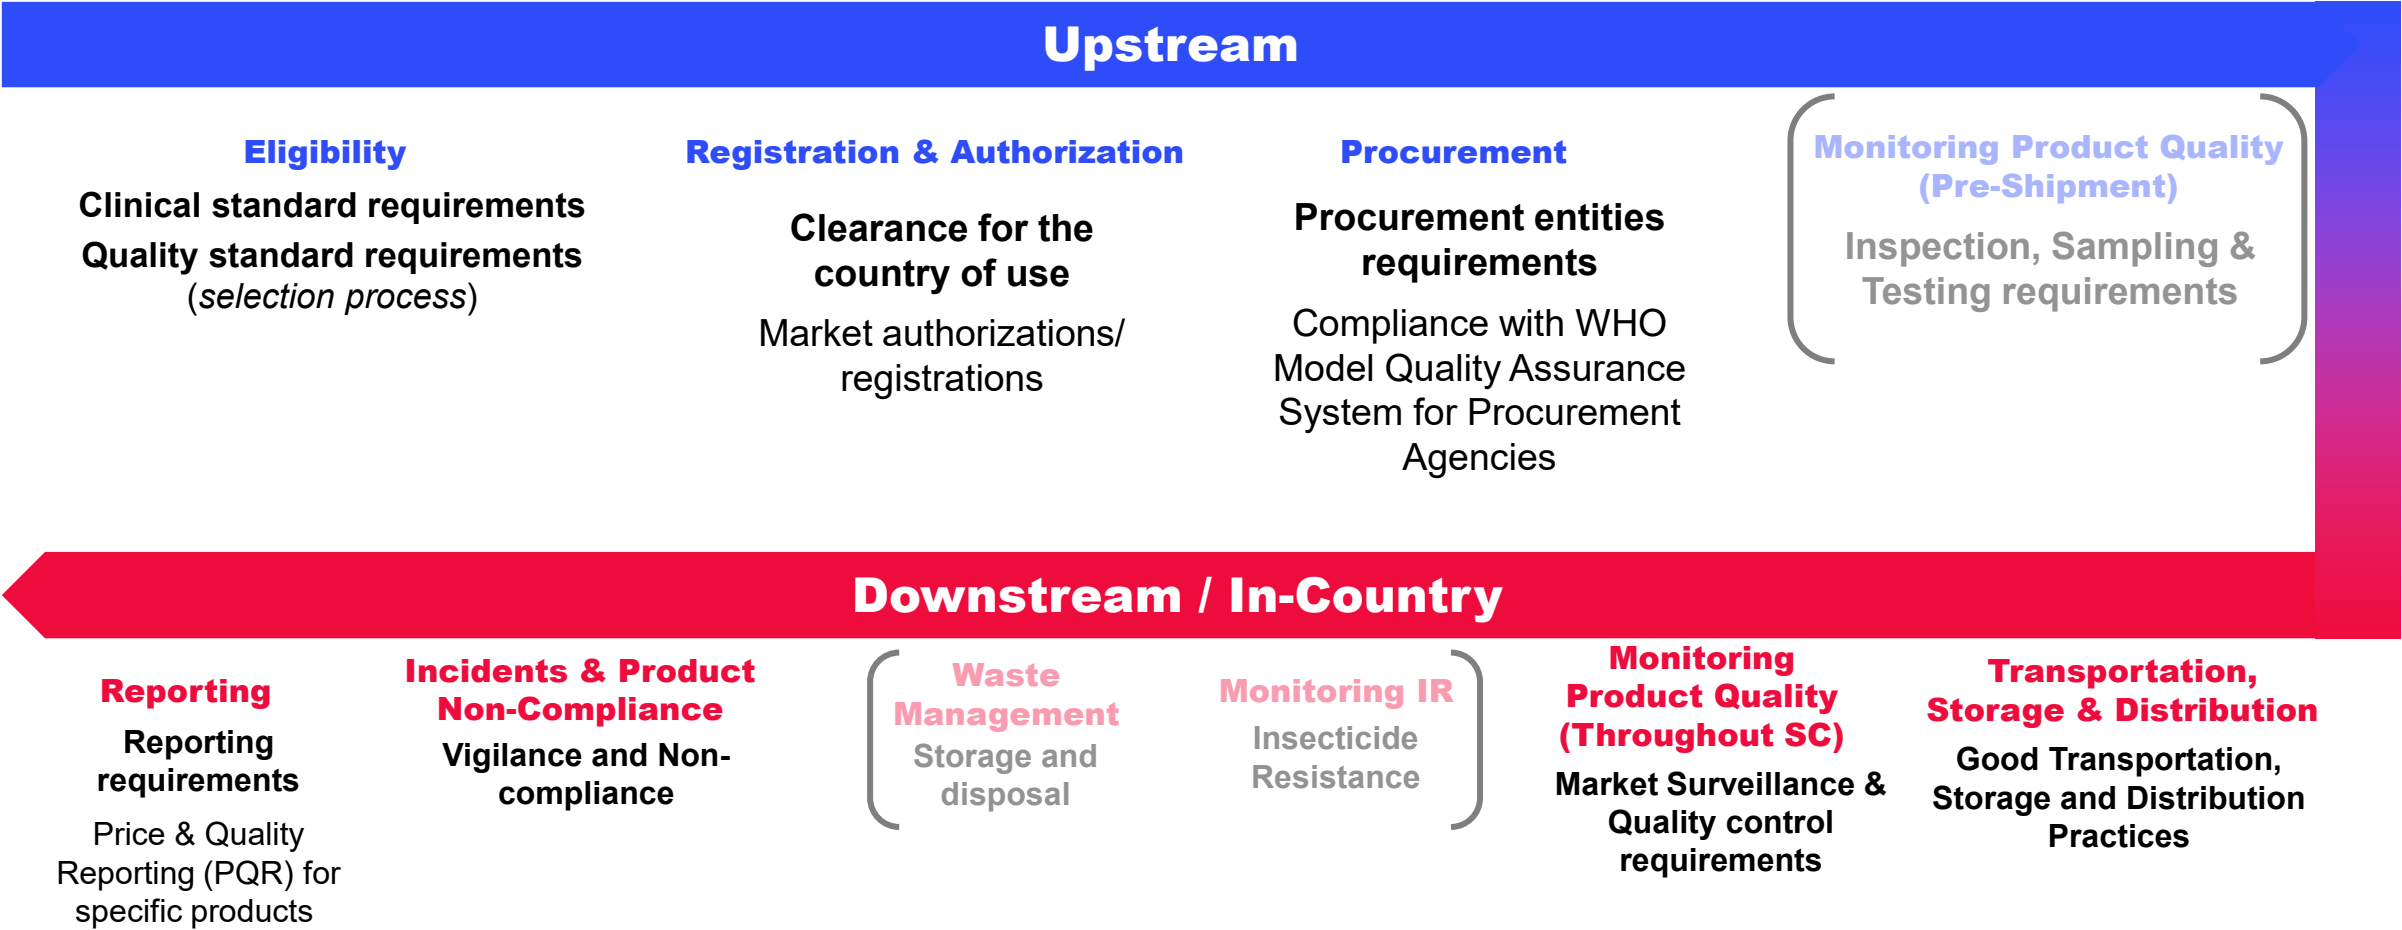 Upstream
Eligibility
Clinical standard requirements
Quality standard requirements
(selection process)
Registration & Authorization
Clearance for the
country of use
Market authorizations/
registrations
Procurement
Procurement entities
requirements
Compliance with WHO
Model Quality Assurance
System for Procurement
Agencies
Monitoring Product Quality
(Pre-Shipment)
Inspection, Sampling &
Testing requirements
Downstream / In-Country
Reporting
Reporting
requirements
Price & Quality
Reporting (PQR) for
specific products
Incidents & Product
Non-Compliance
Vigilance and Non-
compliance
Waste
Management
Storage and
disposal
Monitoring IR
Insecticide
Resistance
Monitoring
Product Quality
(Throughout SC)
Market Surveillance &
Quality control
requirements
Transportation,
Storage & Distribution
Good Transportation,
Storage and Distribution
Practices